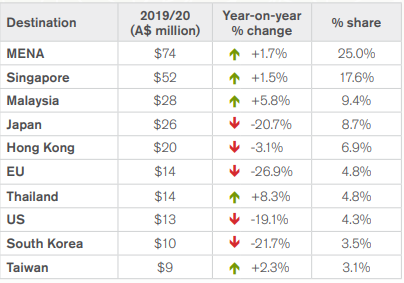 Destination 2019/20 (A$ million) Year-on-year % change % share
MENA $74 +1.7% 25.0%
Singapore $52 +1.5% 17.6%
Malaysia $28 +5.8% 9.4%
Japan $26 -20.7% 8.7%
Hong Kong $20 -3.1% 6.9%
EU $14 -26.9% 4.8%
Thailand $14 +8.3% 4.8%
US $13 -19.1% 4.3%
South Korea $10 -21.7% 3.5%
Taiwan $9 +2.3% 3.1%